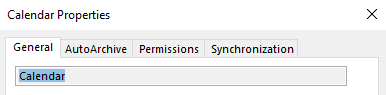 Calendar Properties
General AutoArchive Permissions Synchronization
Calendar